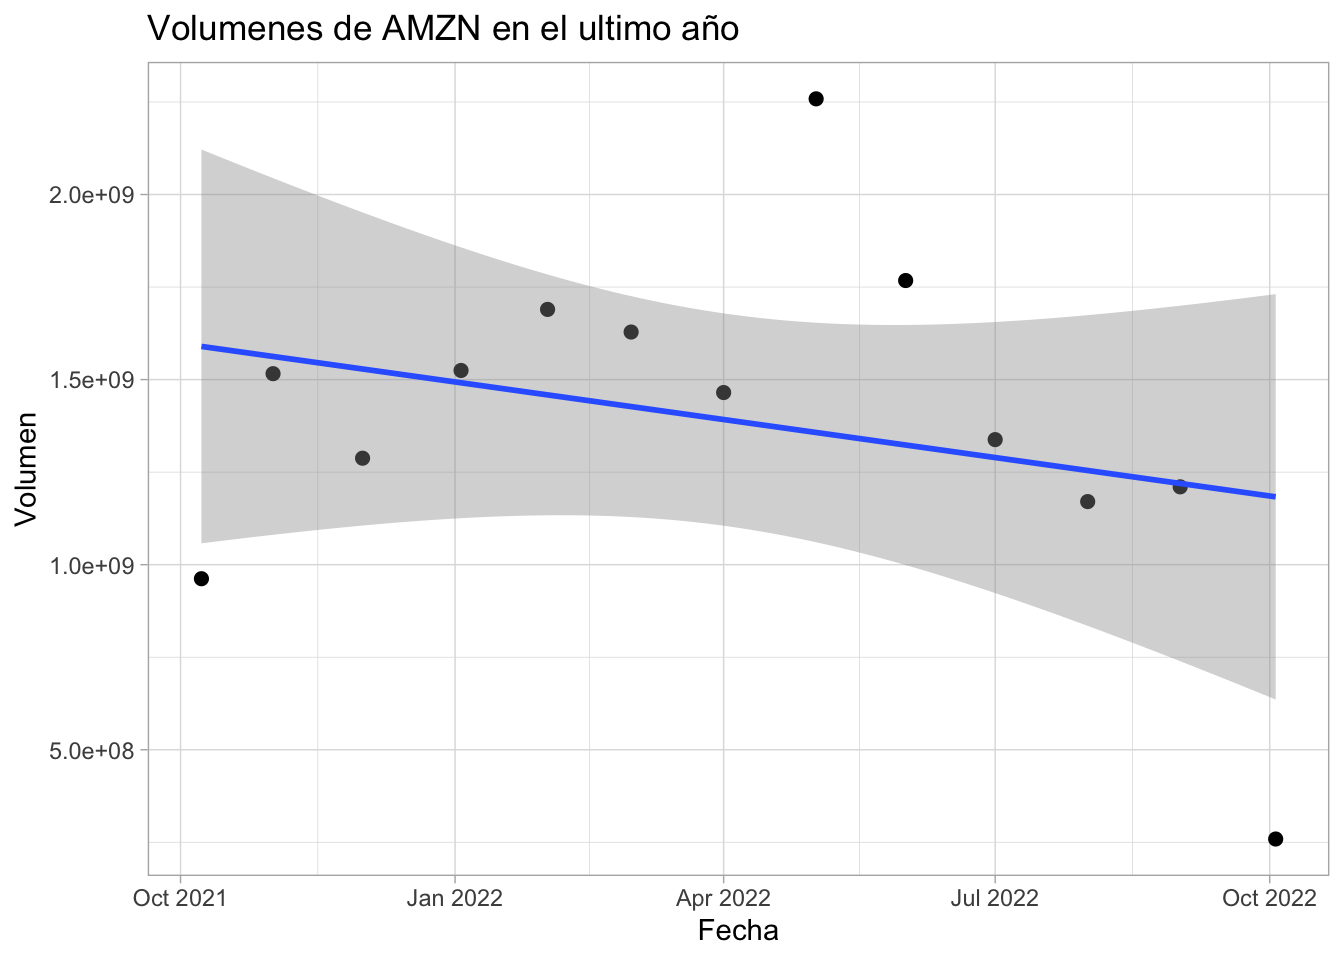 Volumenes de AMZN en el ultimo año
Volumen
2.0e+09
1.5e+09
1.0e+09
5.0e+08
Oct 2021 Jan 2022 Apr 2022 Jul 2022 Oct 2022
Fecha